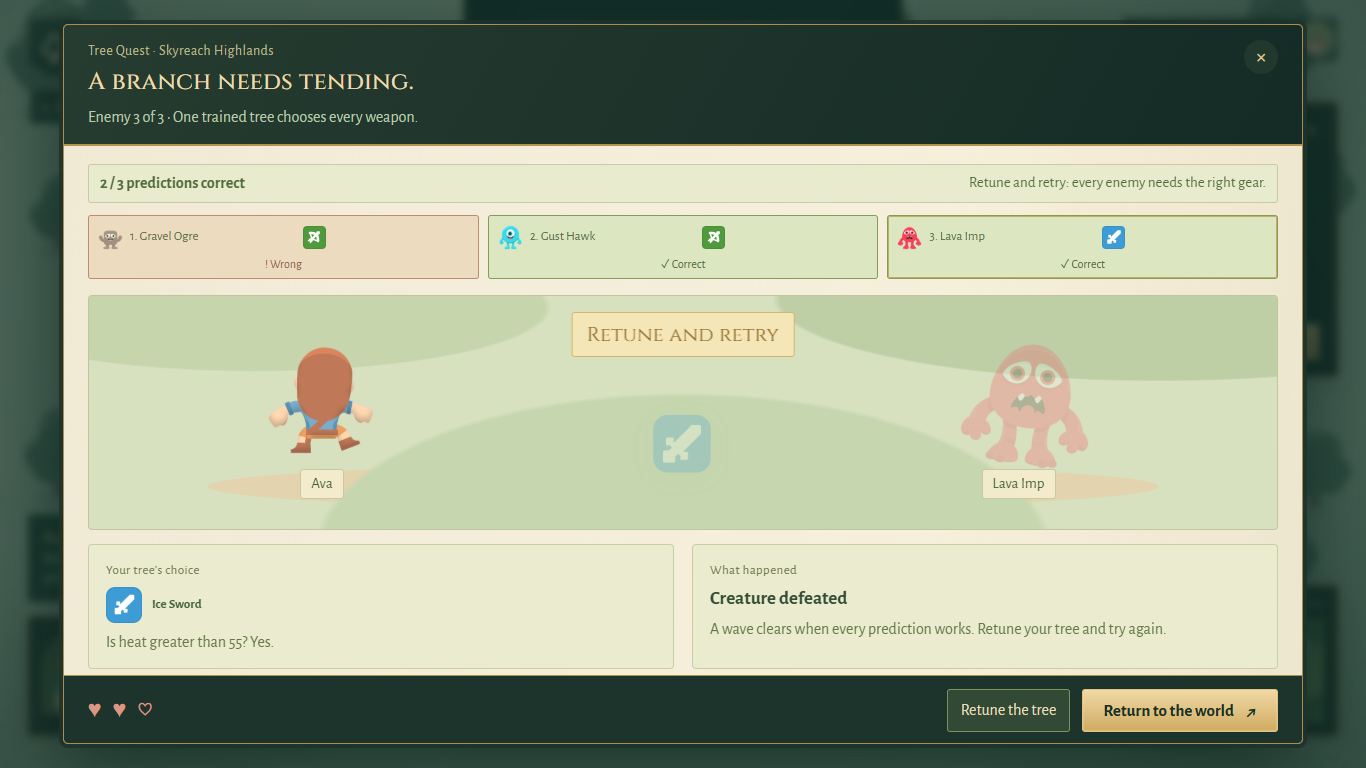 Tree Quest · Skyreach Highlands
A branch needs tending.
Enemy 3 of 3 · One trained tree chooses every weapon.
×
2 / 3 predictions correct
Retune and retry: every enemy needs the right gear.
1. Gravel Ogre
! Wrong
2. Gust Hawk
✓ Correct
3. Lava Imp
✓ Correct
Retune and retry
Ava
Lava Imp
Your tree's choice
Ice Sword
Is heat greater than 55? Yes.
What happened
Creature defeated
A wave clears when every prediction works. Retune your tree and try again.
Retune the tree
Return to the world ↗